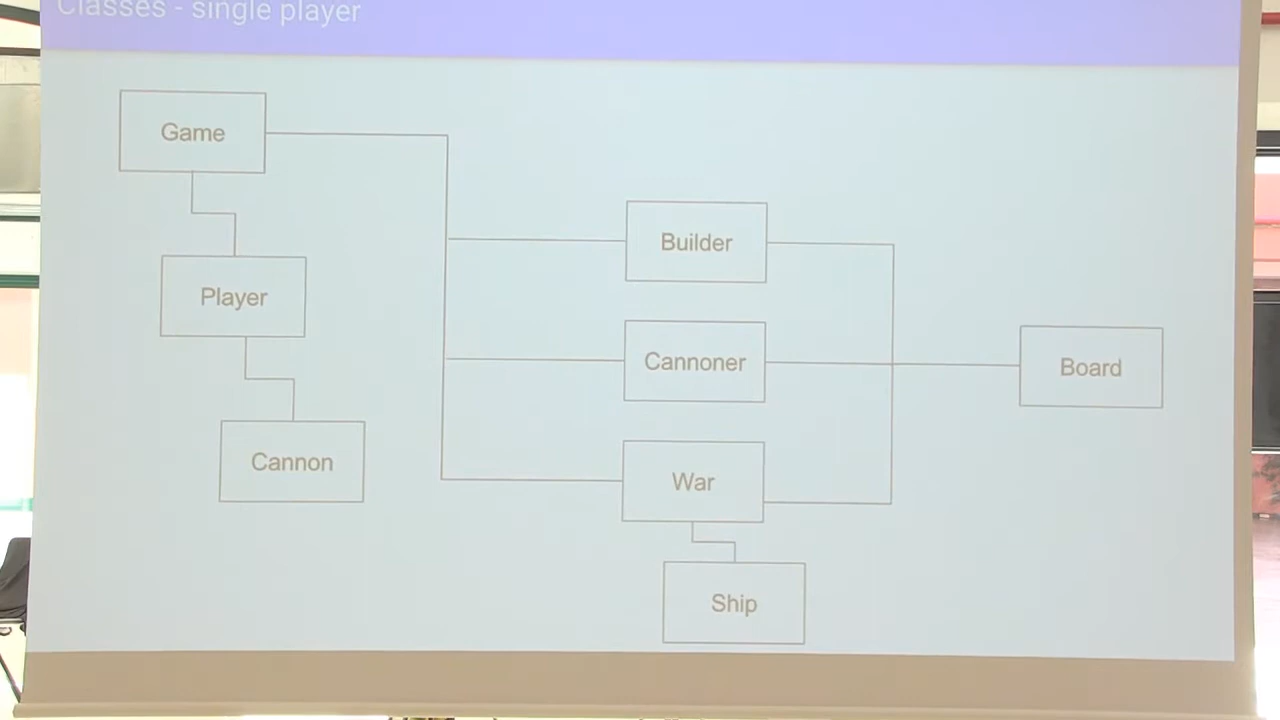 Classes - single player
Game
Builder
Player
Cannoner
Board
Cannon
War
Ship